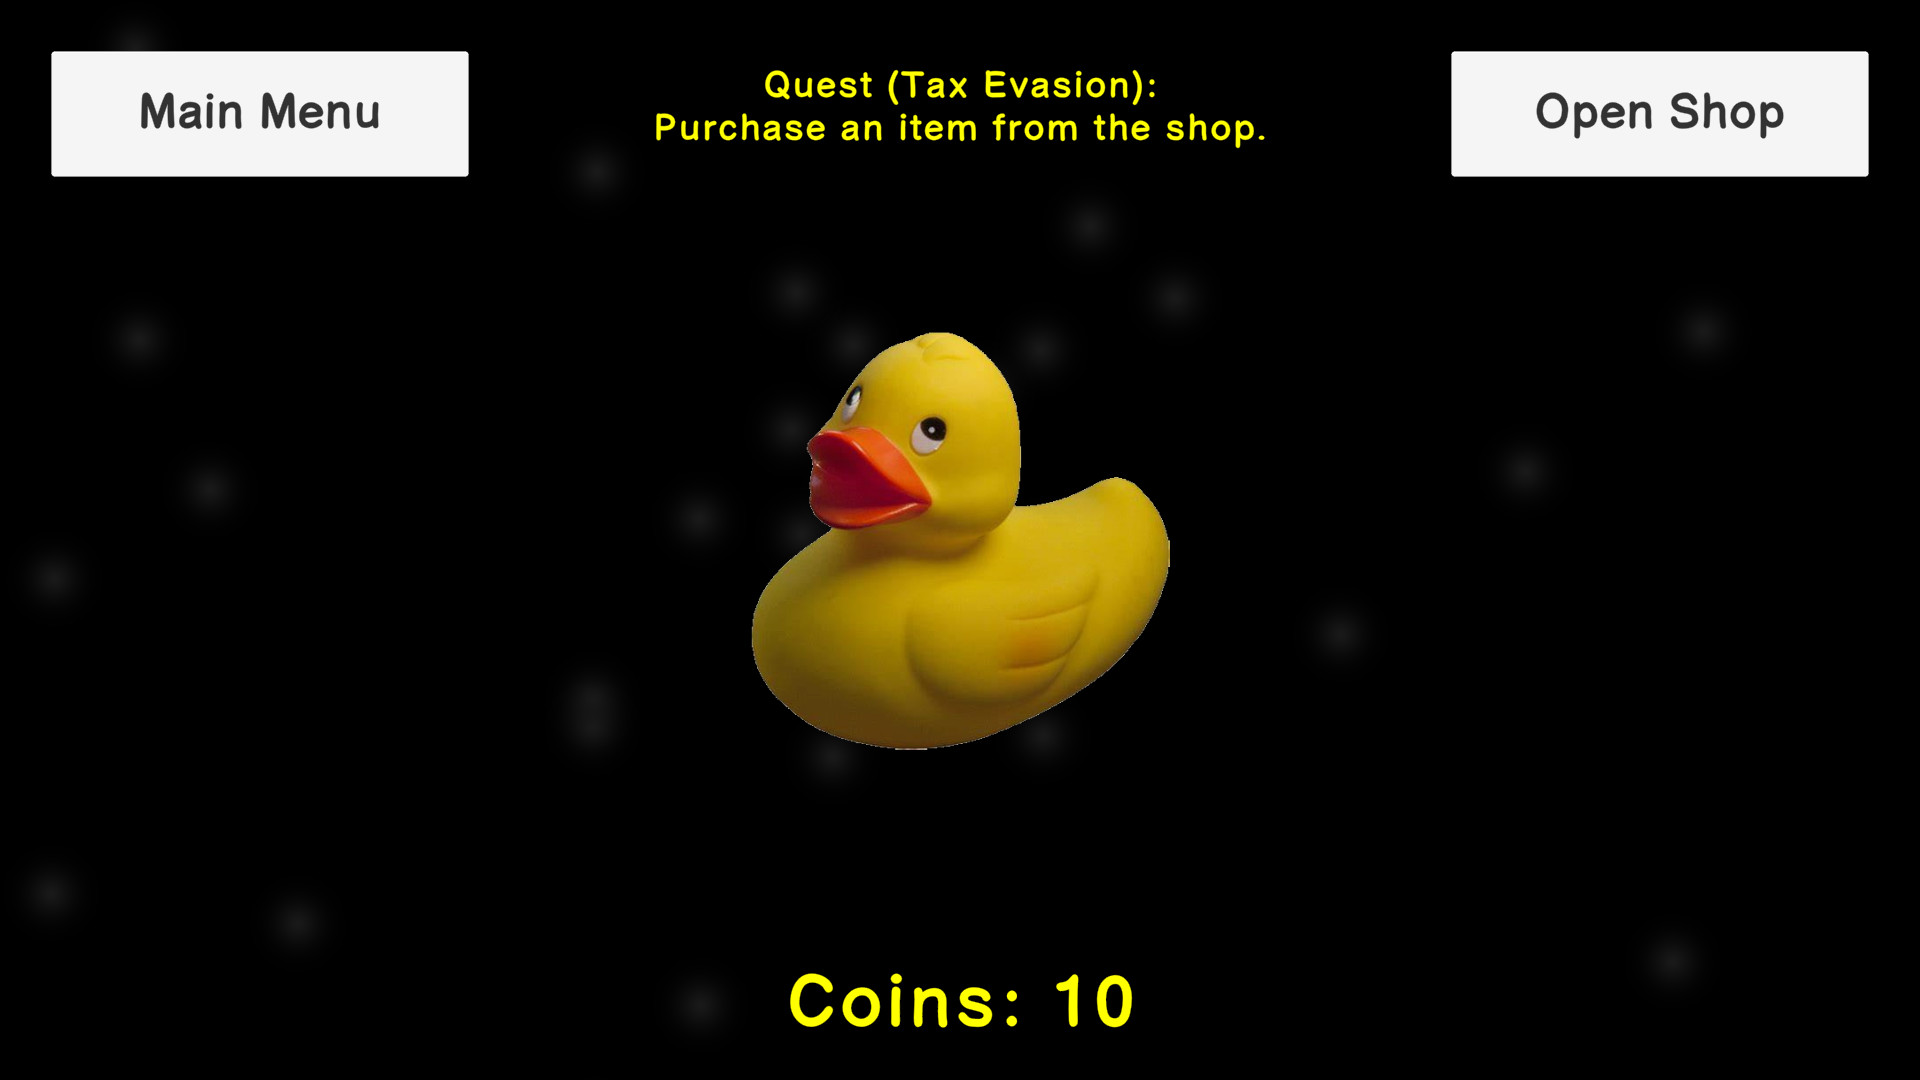 Main Menu
Quest (Tax Evasion):
Purchase an item from the shop.
Open Shop
Coins: 10